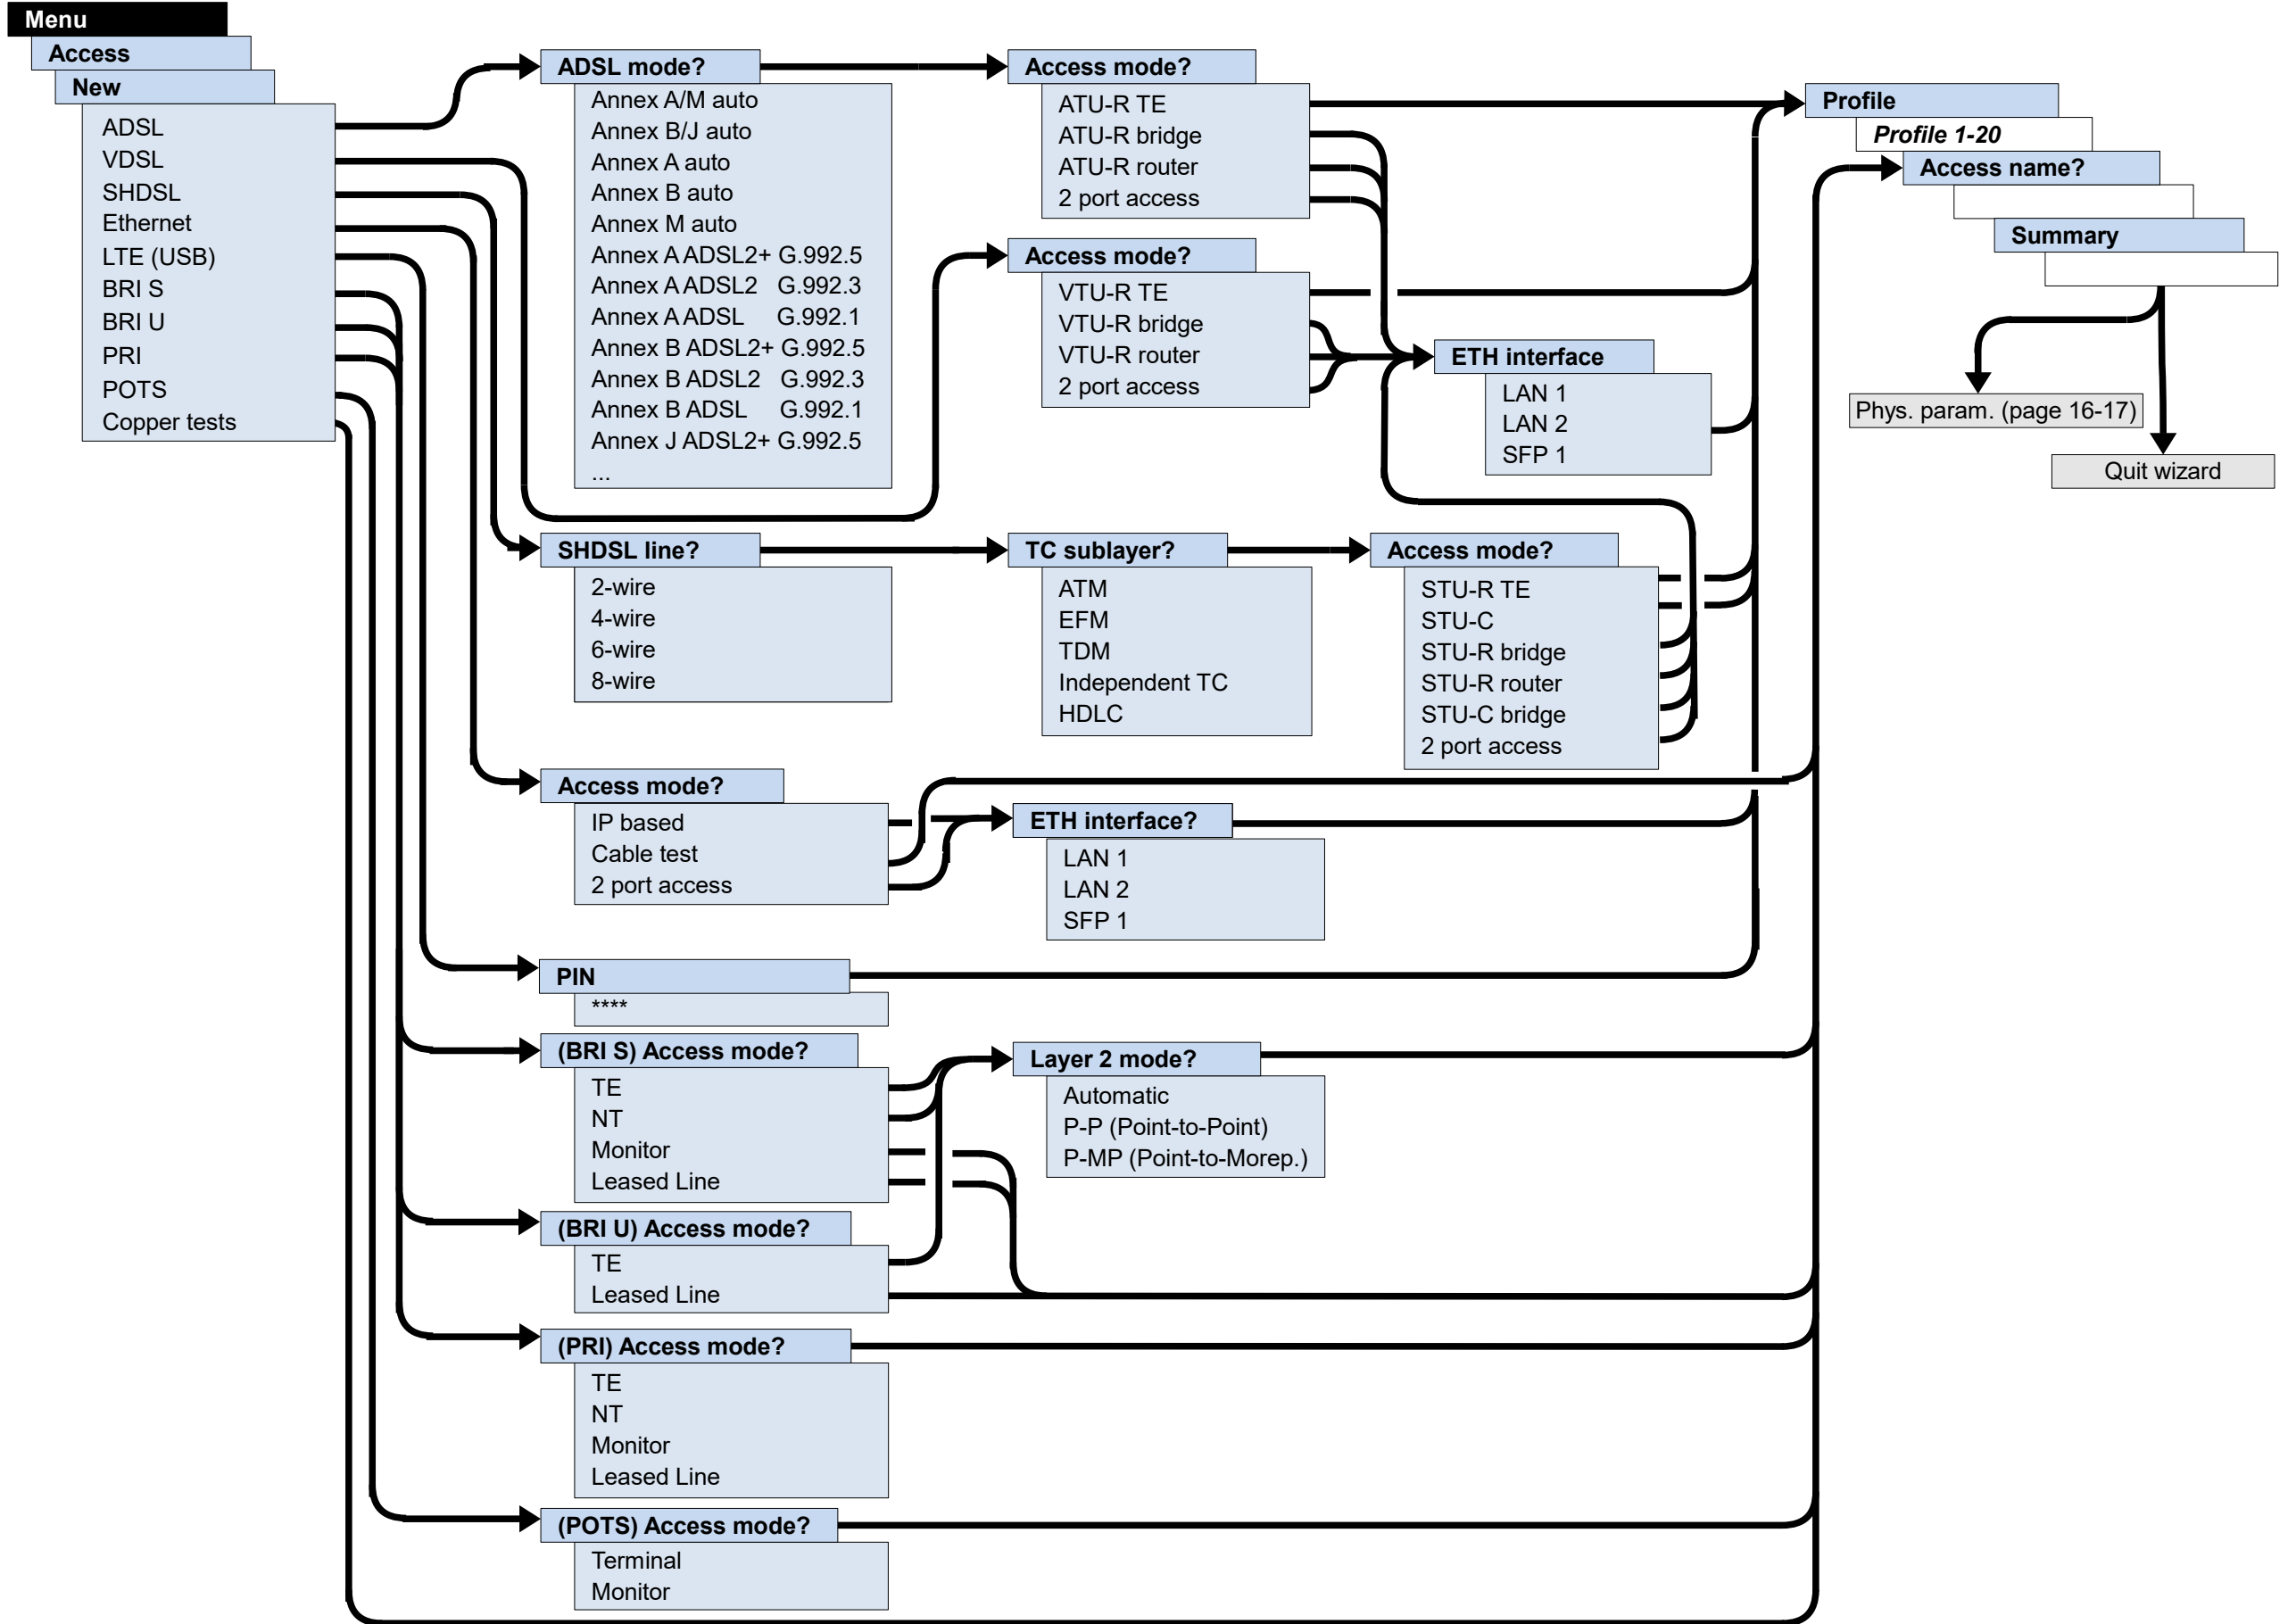 Menu
Access
New
ADSL
VDSL
SHDSL
Ethernet
LTE (USB)
BRI S
BRI U
PRI
POTS
Copper tests
ADSL mode?
Annex A/M auto
Annex B/J auto
Annex A auto
Annex B auto
Annex M auto
Annex A ADSL2+ G.992.5
Annex A ADSL2 G.992.3
Annex A ADSL G.992.1
Annex B ADSL2+ G.992.5
Annex B ADSL2 G.992.3
Annex B ADSL G.992.1
Annex J ADSL2+ G.992.5
...
Access mode?
ATU-R TE
ATU-R bridge
ATU-R router
2 port access
Access mode?
VTU-R TE
VTU-R bridge
VTU-R router
2 port access
ETH interface
LAN 1
LAN 2
SFP 1
Profile
Profile 1-20
Access name?
Summary
Phys. param. (page 16-17)
Quit wizard
SHDSL line?
2-wire
4-wire
6-wire
8-wire
TC sublayer?
ATM
EFM
TDM
Independent TC
HDLC
Access mode?
STU-R TE
STU-C
STU-R bridge
STU-R router
STU-C bridge
2 port access
Access mode?
IP based
Cable test
2 port access
ETH interface?
LAN 1
LAN 2
SFP 1
PIN
****
(BRI S) Access mode?
TE
NT
Monitor
Leased Line
Layer 2 mode?
Automatic
P-P (Point-to-Point)
P-MP (Point-to-Morep.)
(BRI U) Access mode?
TE
Leased Line
(PRI) Access mode?
TE
NT
Monitor
Leased Line
(POTS) Access mode?
Terminal
Monitor